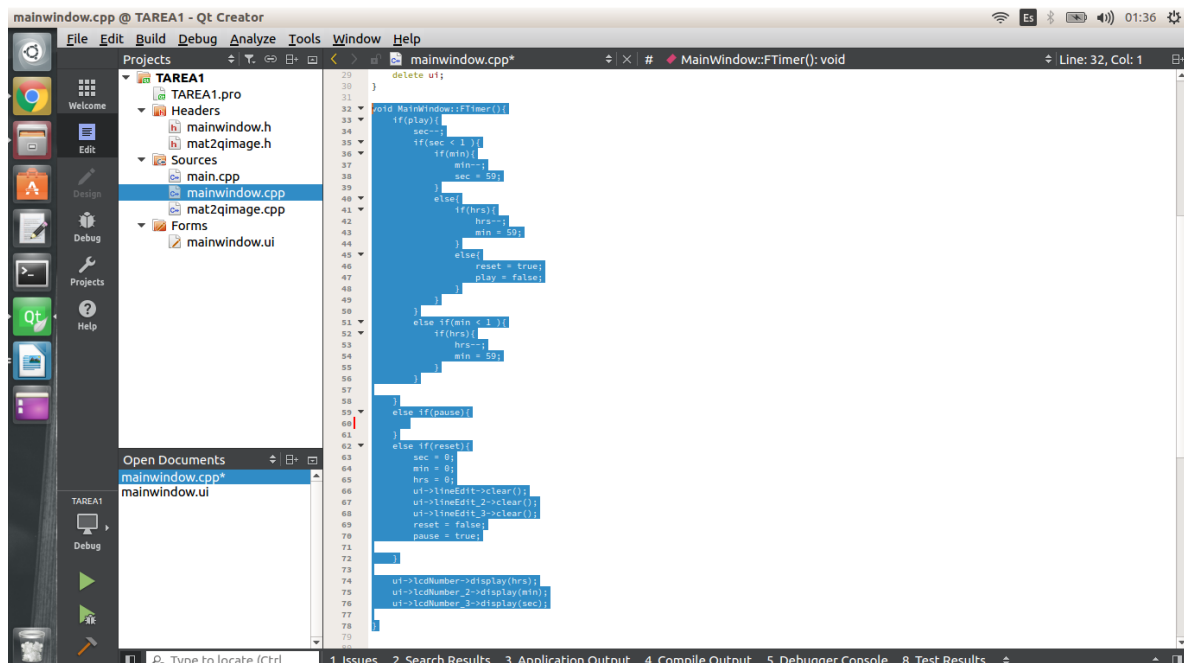 mainwindow.cpp @ TAREA1 - Qt Creator
Es
01:36
File Edit Build Debug Analyze Tools Window Help
Projects
mainwindow.cpp*
# MainWindow::FTimer(): void
Line: 32, Col: 1
Welcome
Edit
Design
Debug
Projects
Help
TAREA1
Debug
TAREA1
TAREA1.pro
Headers
mainwindow.h
mat2qimage.h
Sources
main.cpp
mainwindow.cpp
mat2qimage.cpp
Forms
mainwindow.ui
Open Documents
mainwindow.cpp*
mainwindow.ui
29 delete ui;
30 }
31
32 void MainWindow::FTimer(){
33 if(play){
34 sec--;
35 if(sec < 1 ){
36 if(min){
37 min--;
38 sec = 59;
39 }
40 else{
41 if(hrs){
42 hrs--;
43 min = 59;
44 }
45 else{
46 reset = true;
47 play = false;
48 }
49 }
50 }
51 else if(min < 1 ){
52 if(hrs){
53 hrs--;
54 min = 59;
55 }
56 }
57
58 }
59 else if(pause){
60
61 }
62 else if(reset){
63 sec = 0;
64 min = 0;
65 hrs = 0;
66 ui->lineEdit->clear();
67 ui->lineEdit_2->clear();
68 ui->lineEdit_3->clear();
69 reset = false;
70 pause = true;
71
72 }
73
74 ui->lcdNumber->display(hrs);
75 ui->lcdNumber_2->display(min);
76 ui->lcdNumber_3->display(sec);
77
78 }
79
Type to locate (Ctrl
1 Issues 2 Search Results 3 Application Output 4 Compile Output 5 Debugger Console 8 Test Results